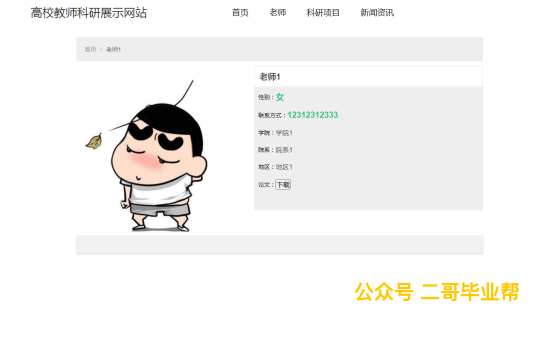 高校教师科研展示网站
首页 老师 科研项目 新闻资讯
首页 / 老师1
老师1
性别：女
联系方式：12312312333
学院：学院1
院系：院系1
地区：地区1
论文：下载
公众号 二哥毕业帮